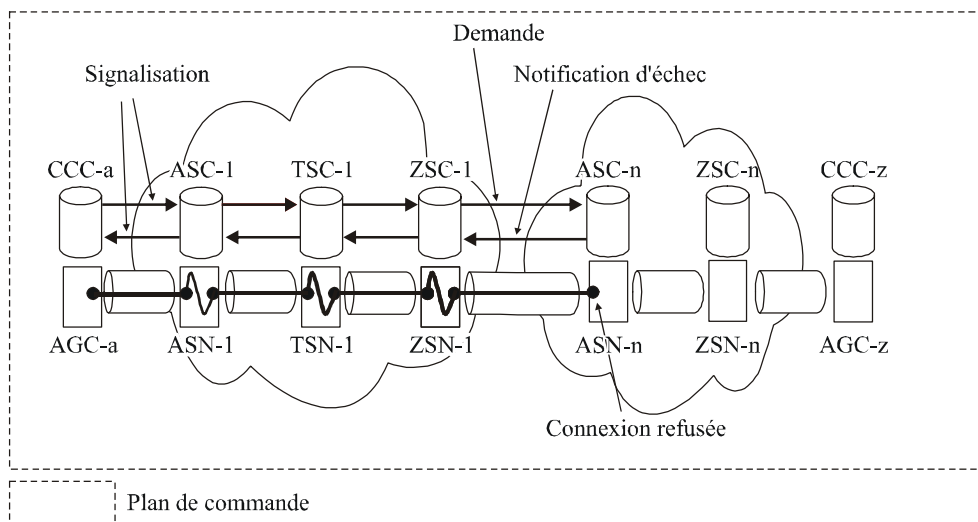 Demande
Signalisation
Notification d'échec
CCC-a ASC-1 TSC-1 ZSC-1 ASC-n ZSC-n CCC-z
AGC-a ASN-1 TSN-1 ZSN-1 ASN-n ZSN-n AGC-z
Connexion refusée
Plan de commande